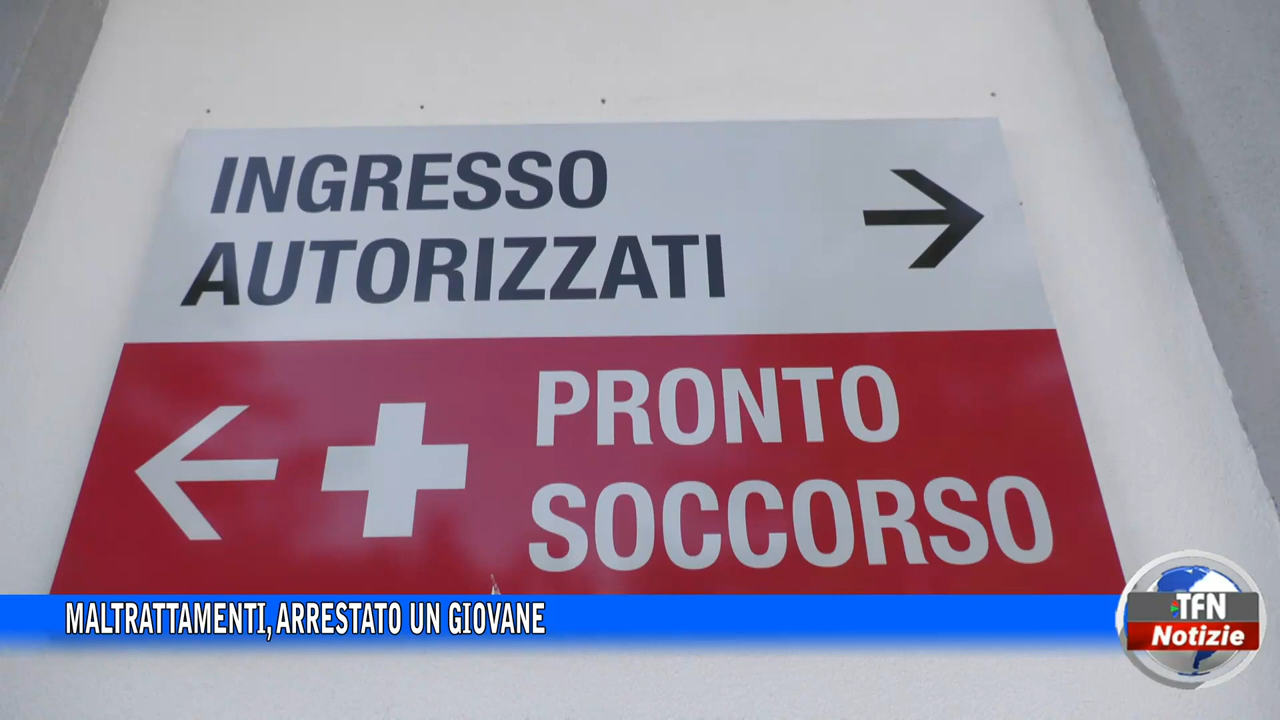 INGRESSO
AUTORIZZATI
PRONTO
SOCCORSO
MALTRATTAMENTI, ARRESTATO UN GIOVANE
TFN
Notizie